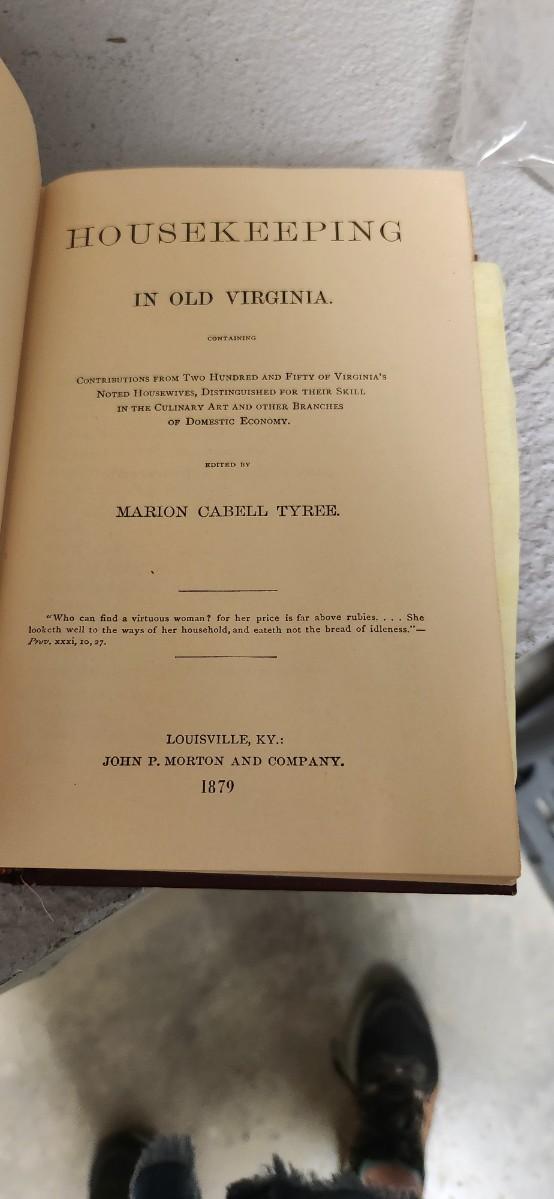 HOUSEKEEPING
IN OLD VIRGINIA.
CONTAINING
Contributions from Two Hundred and Fifty of Virginia's
Noted Housewives, Distinguished for their Skill
in the Culinary Art and other Branches
of Domestic Economy.
EDITED BY
MARION CABELL TYREE.
"Who can find a virtuous woman? for her price is far above rubies. . . . She
looketh well to the ways of her household, and eateth not the bread of idleness."—
Prov. xxxi, 10, 27.
LOUISVILLE, KY.:
JOHN P. MORTON AND COMPANY.
1879